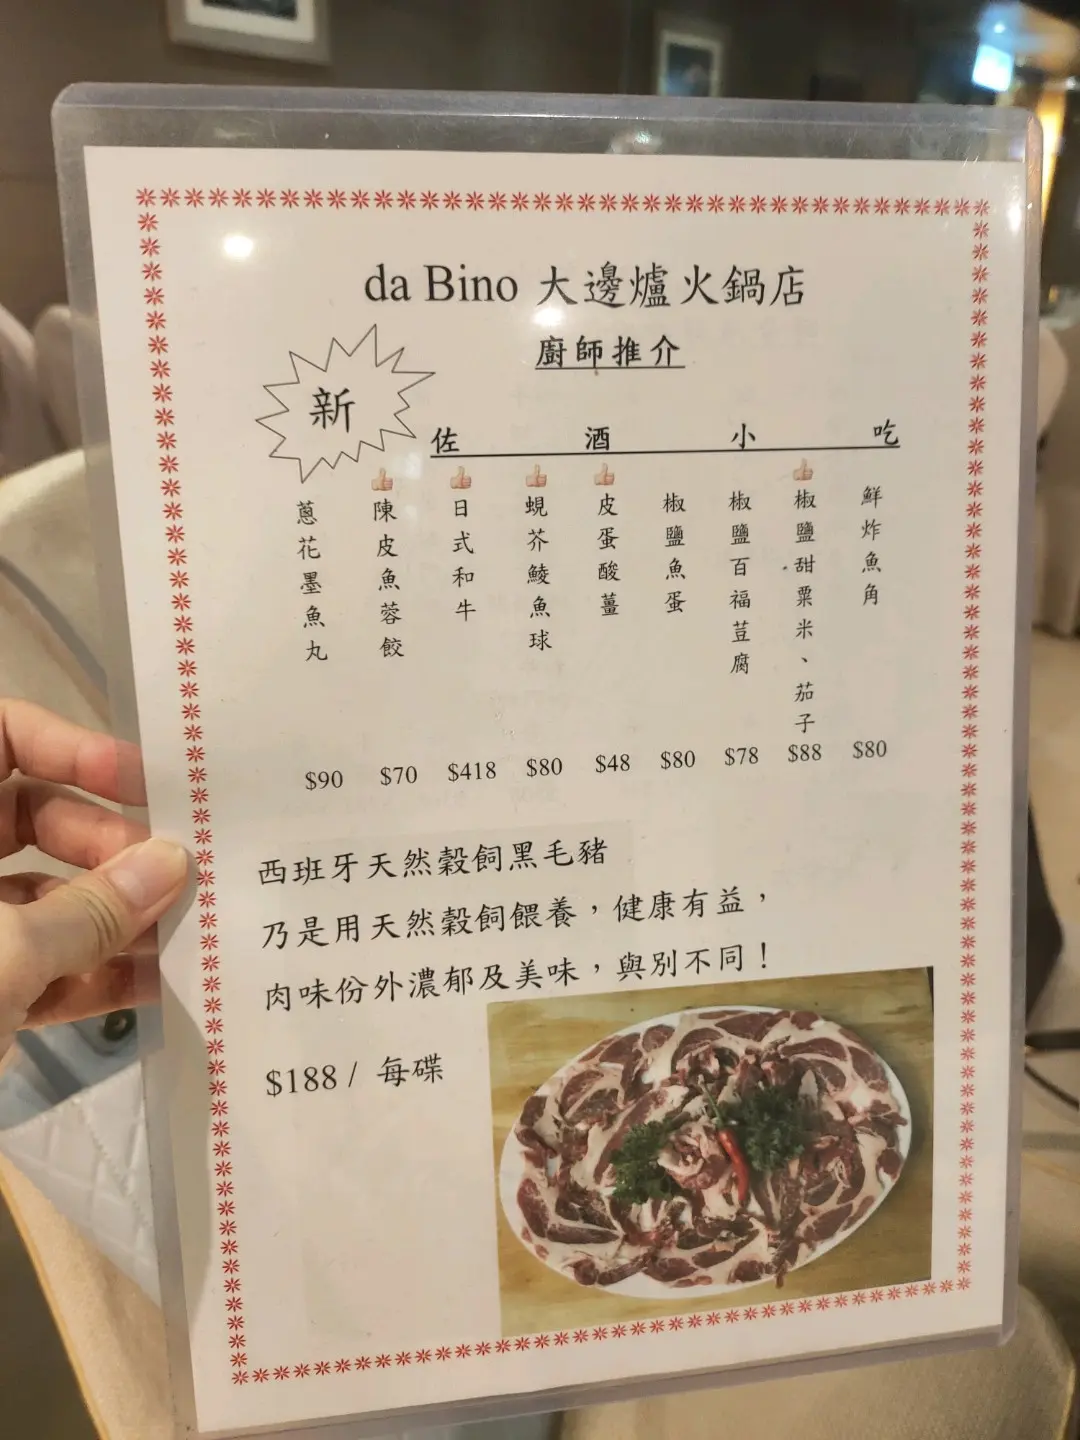 da Bino 大邊爐火鍋店
廚師推介
新
佐酒小吃
鮮炸魚角
椒鹽甜粟米、茄子
椒鹽百福荳腐
椒鹽魚蛋
皮蛋酸薑
蜆芥鯪魚球
日式和牛
陳皮魚蓉餃
蔥花墨魚丸
$90 $70 $418 $80 $48 $80 $78 $88 $80
西班牙天然穀飼黑毛豬
乃是用天然穀飼餵養，健康有益，
肉味份外濃郁及美味，與別不同！
$188 / 每碟